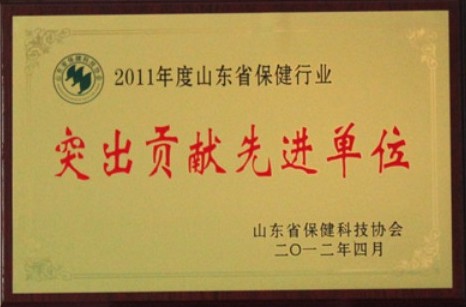 2011年度山东省保健行业
突出贡献先进单位
山东省保健科技协会
二〇一二年四月